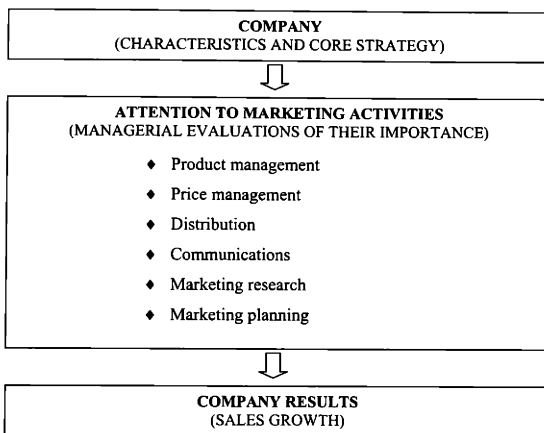 COMPANY
(CHARACTERISTICS AND CORE STRATEGY)
ATTENTION TO MARKETING ACTIVITIES
(MANAGERIAL EVALUATIONS OF THEIR IMPORTANCE)
♦ Product management
♦ Price management
♦ Distribution
♦ Communications
♦ Marketing research
♦ Marketing planning
COMPANY RESULTS
(SALES GROWTH)